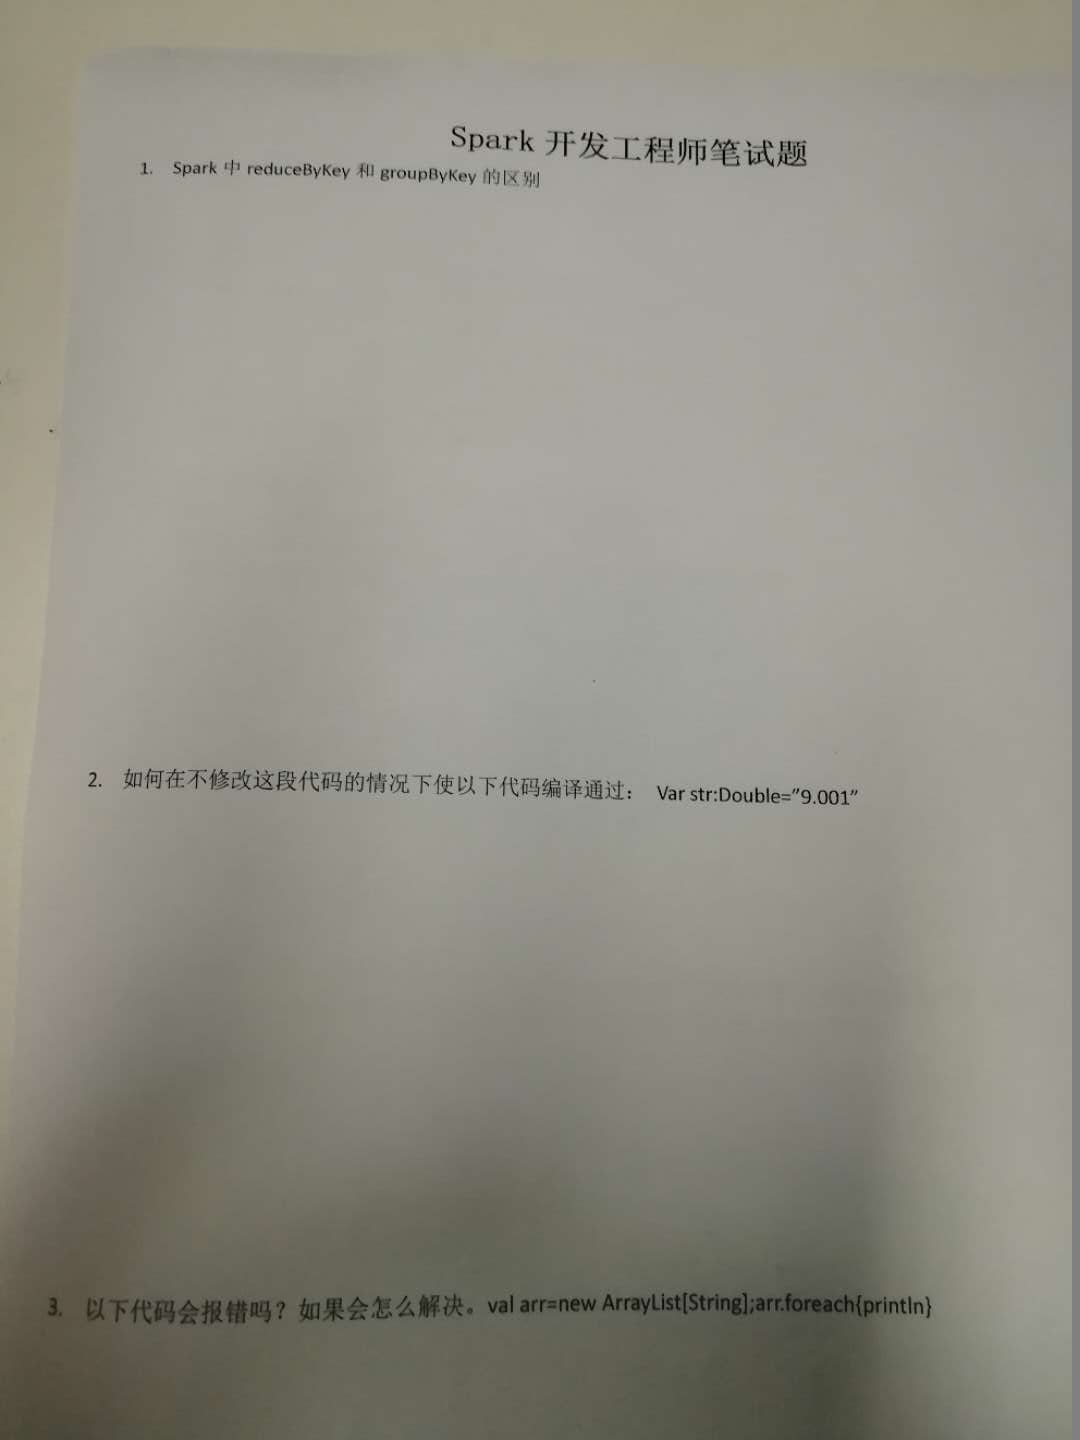 Spark 开发工程师笔试题
1. Spark 中 reduceByKey 和 groupByKey 的区别
2. 如何在不修改这段代码的情况下使以下代码编译通过： Var str:Double=”9.001”
3. 以下代码会报错吗？如果会怎么解决。val arr=new ArrayList[String];arr.foreach{println}